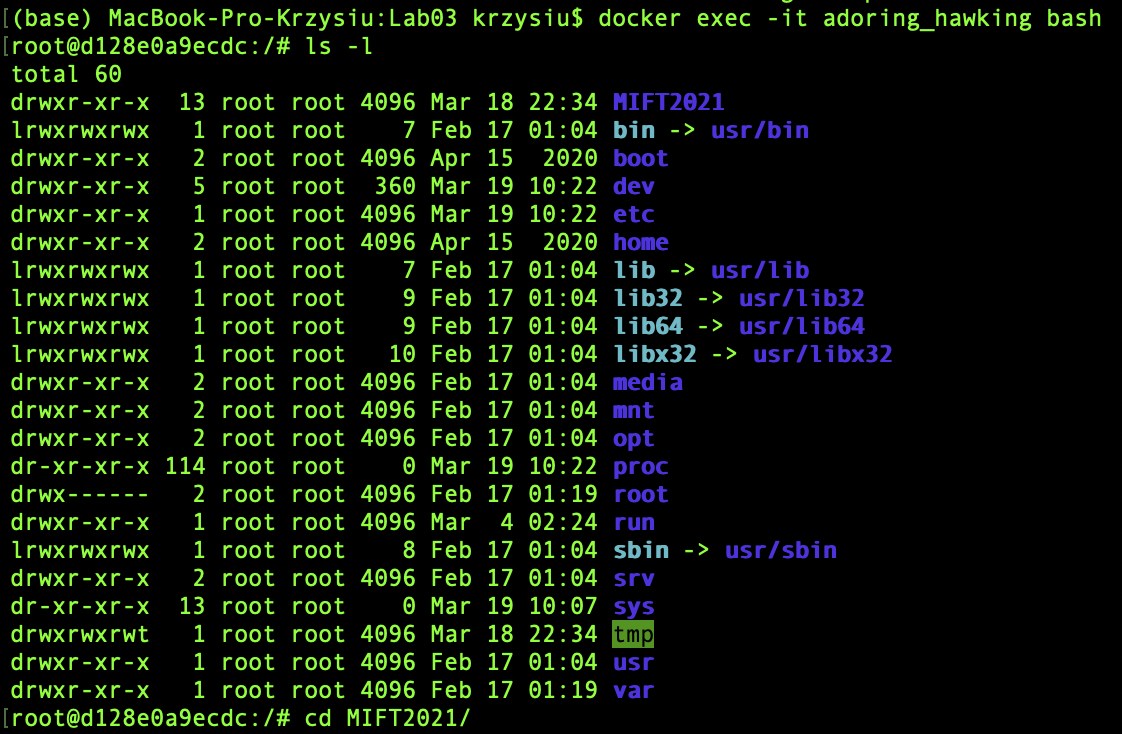 [(base) MacBook-Pro-Krzysiu:Lab03 krzysiu$ docker exec -it adoring_hawking bash
[root@d128e0a9ecdc:/# ls -l
total 60
drwxr-xr-x  13 root root 4096 Mar 18 22:34 MIFT2021
lrwxrwxrwx   1 root root    7 Feb 17 01:04 bin -> usr/bin
drwxr-xr-x   2 root root 4096 Apr 15  2020 boot
drwxr-xr-x   5 root root  360 Mar 19 10:22 dev
drwxr-xr-x   1 root root 4096 Mar 19 10:22 etc
drwxr-xr-x   2 root root 4096 Apr 15  2020 home
lrwxrwxrwx   1 root root    7 Feb 17 01:04 lib -> usr/lib
lrwxrwxrwx   1 root root    9 Feb 17 01:04 lib32 -> usr/lib32
lrwxrwxrwx   1 root root    9 Feb 17 01:04 lib64 -> usr/lib64
lrwxrwxrwx   1 root root   10 Feb 17 01:04 libx32 -> usr/libx32
drwxr-xr-x   2 root root 4096 Feb 17 01:04 media
drwxr-xr-x   2 root root 4096 Feb 17 01:04 mnt
drwxr-xr-x   2 root root 4096 Feb 17 01:04 opt
dr-xr-xr-x 114 root root    0 Mar 19 10:22 proc
drwx------   2 root root 4096 Feb 17 01:19 root
drwxr-xr-x   1 root root 4096 Mar  4 02:24 run
lrwxrwxrwx   1 root root    8 Feb 17 01:04 sbin -> usr/sbin
drwxr-xr-x   2 root root 4096 Feb 17 01:04 srv
dr-xr-xr-x  13 root root    0 Mar 19 10:07 sys
drwxrwxrwt   1 root root 4096 Mar 18 22:34 tmp
drwxr-xr-x   1 root root 4096 Feb 17 01:04 usr
drwxr-xr-x   1 root root 4096 Feb 17 01:19 var
[root@d128e0a9ecdc:/# cd MIFT2021/